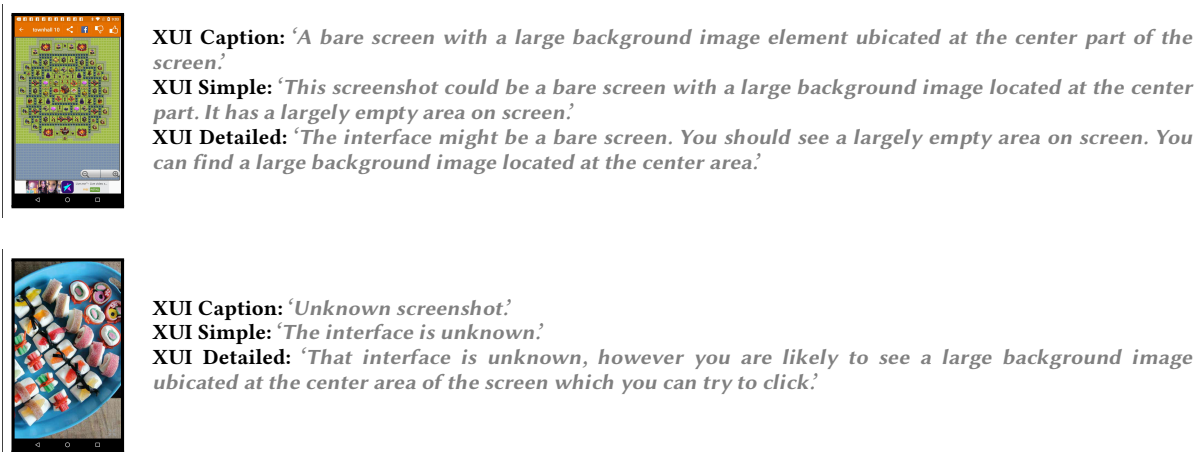 townhall 10
XUI Caption: ‘A bare screen with a large background image element ubicated at the center part of the
screen.’
XUI Simple: ‘This screenshot could be a bare screen with a large background image located at the center
part. It has a largely empty area on screen.’
XUI Detailed: ‘The interface might be a bare screen. You should see a largely empty area on screen. You
can find a large background image located at the center area.’
XUI Caption: ‘Unknown screenshot.’
XUI Simple: ‘The interface is unknown.’
XUI Detailed: ‘That interface is unknown, however you are likely to see a large background image
ubicated at the center area of the screen which you can try to click.’